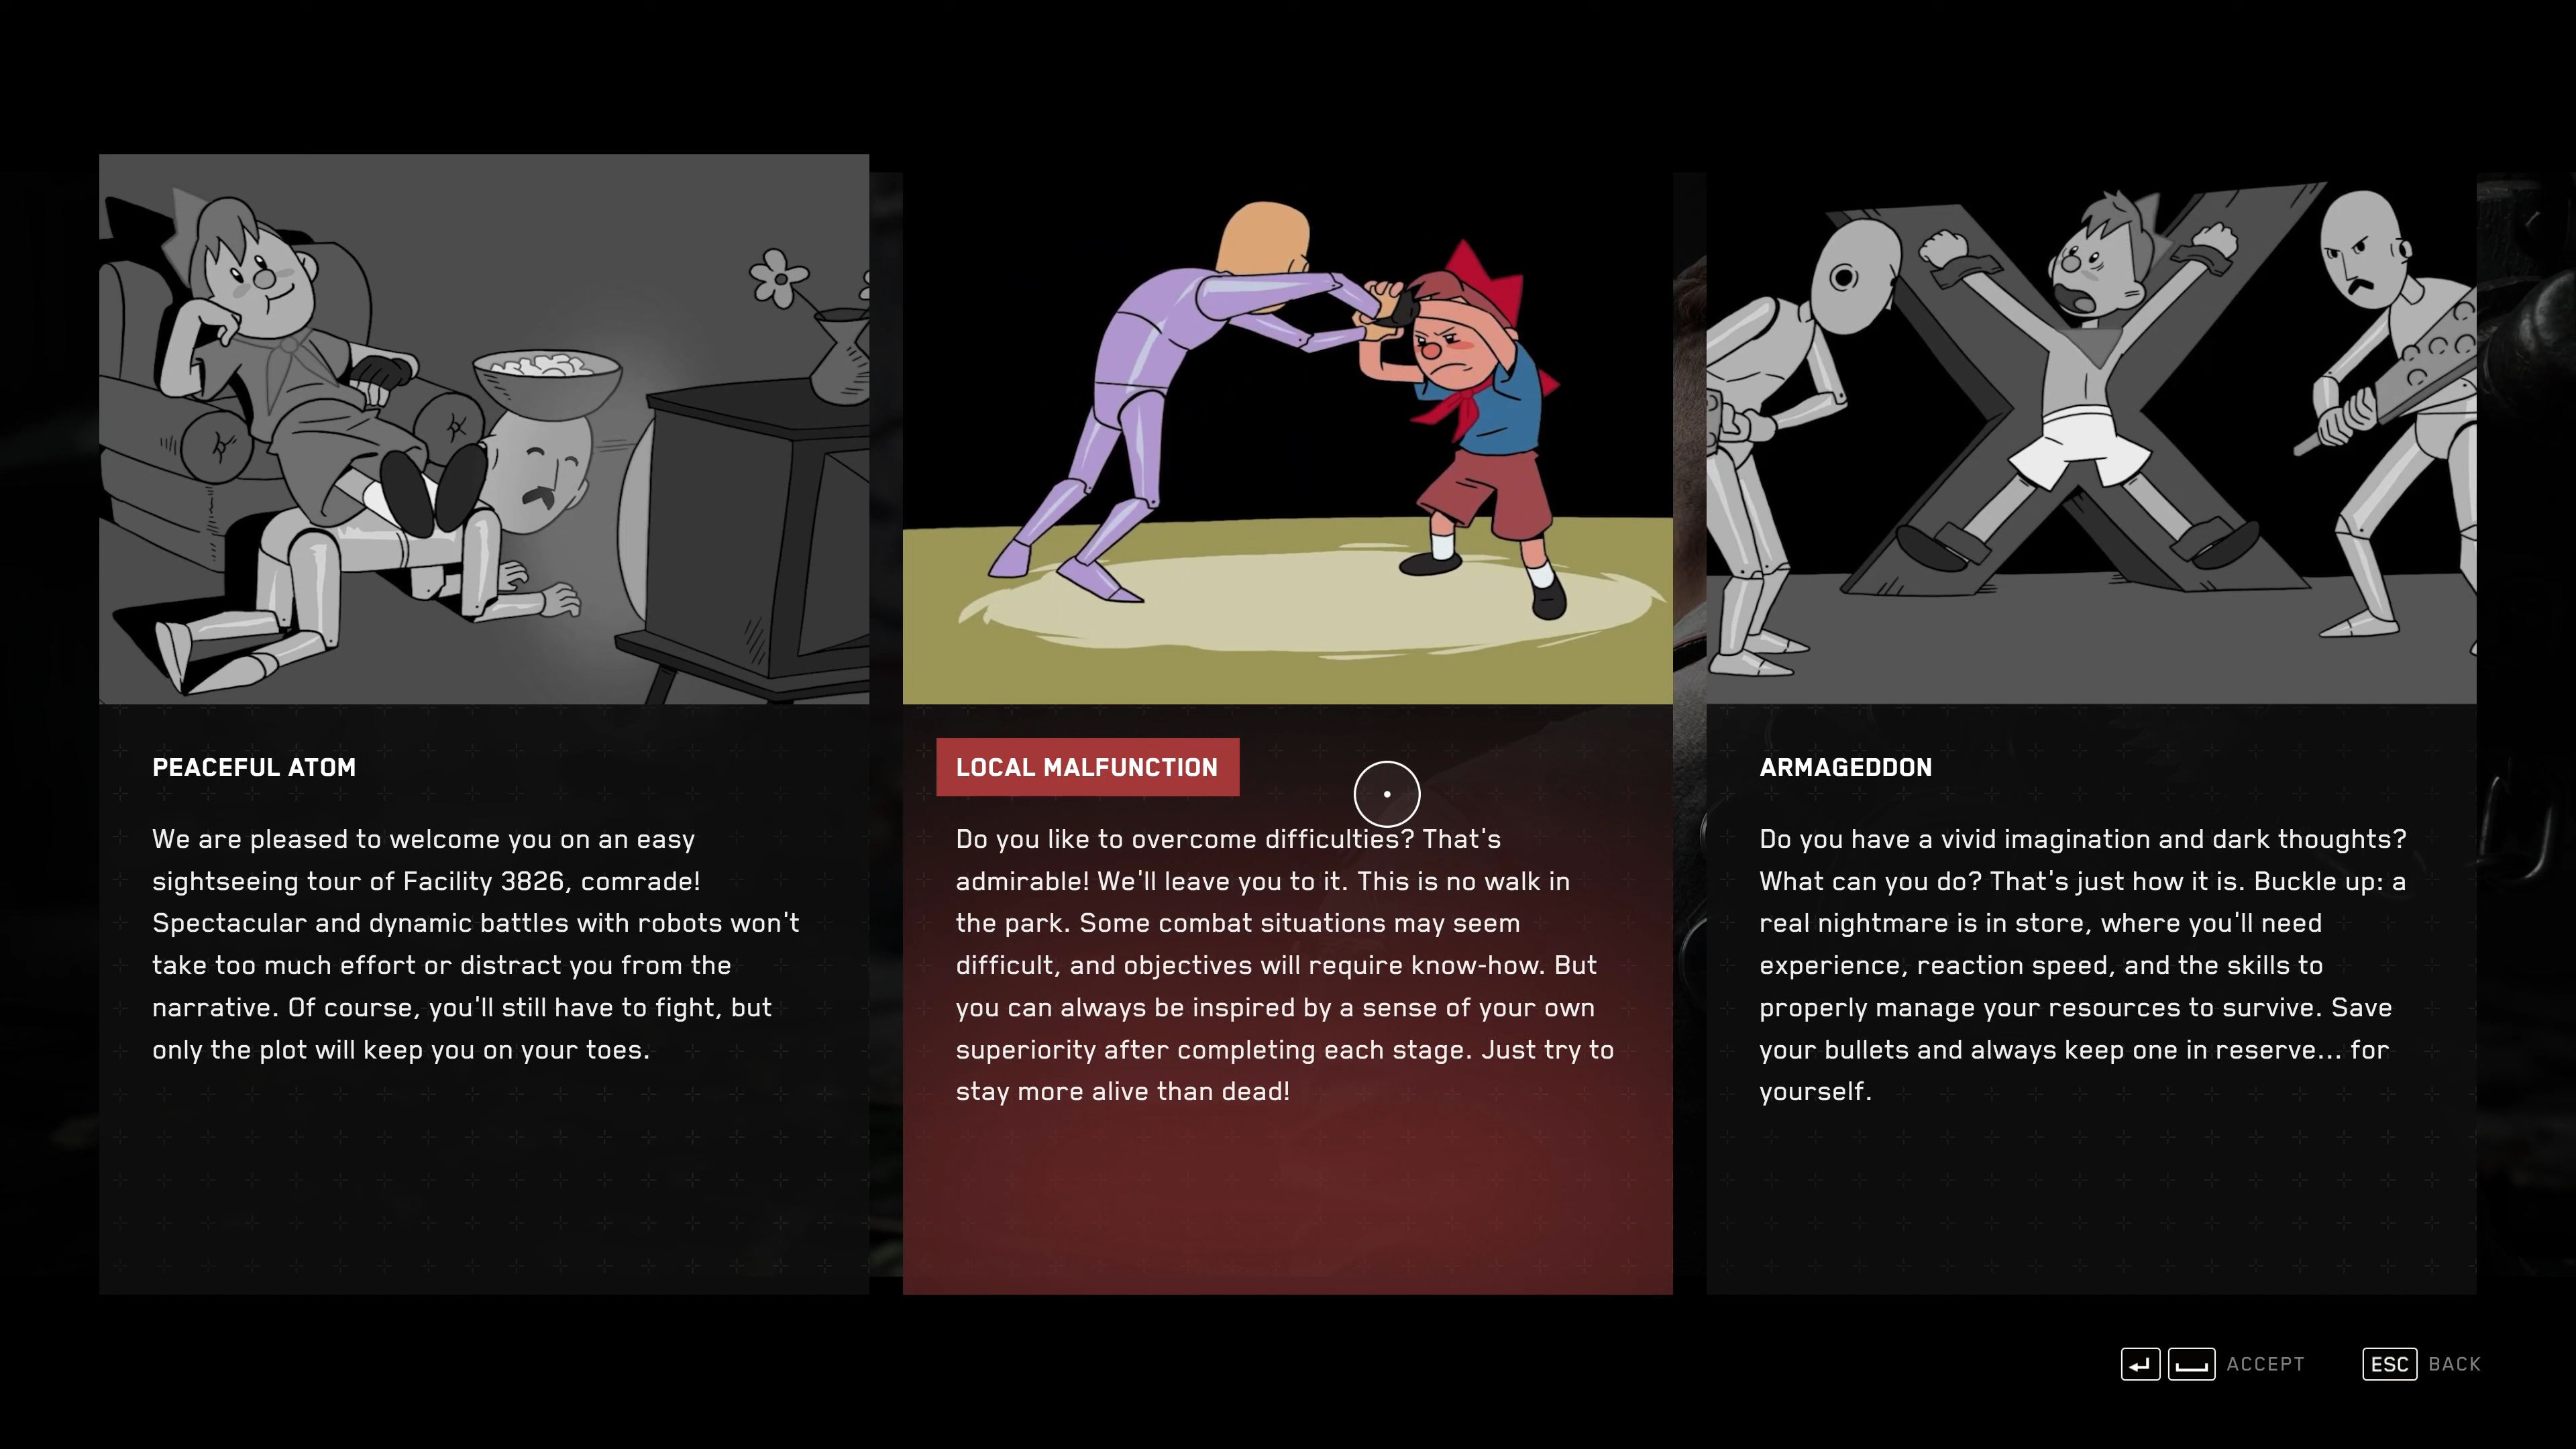 PEACEFUL ATOM
We are pleased to welcome you on an easy
sightseeing tour of Facility 3826, comrade!
Spectacular and dynamic battles with robots won't
take too much effort or distract you from the
narrative. Of course, you'll still have to fight, but
only the plot will keep you on your toes.
LOCAL MALFUNCTION
Do you like to overcome difficulties? That's
admirable! We'll leave you to it. This is no walk in
the park. Some combat situations may seem
difficult, and objectives will require know-how. But
you can always be inspired by a sense of your own
superiority after completing each stage. Just try to
stay more alive than dead!
ARMAGEDDON
Do you have a vivid imagination and dark thoughts?
What can you do? That's just how it is. Buckle up: a
real nightmare is in store, where you'll need
experience, reaction speed, and the skills to
properly manage your resources to survive. Save
your bullets and always keep one in reserve... for
yourself.
ACCEPT
ESC BACK